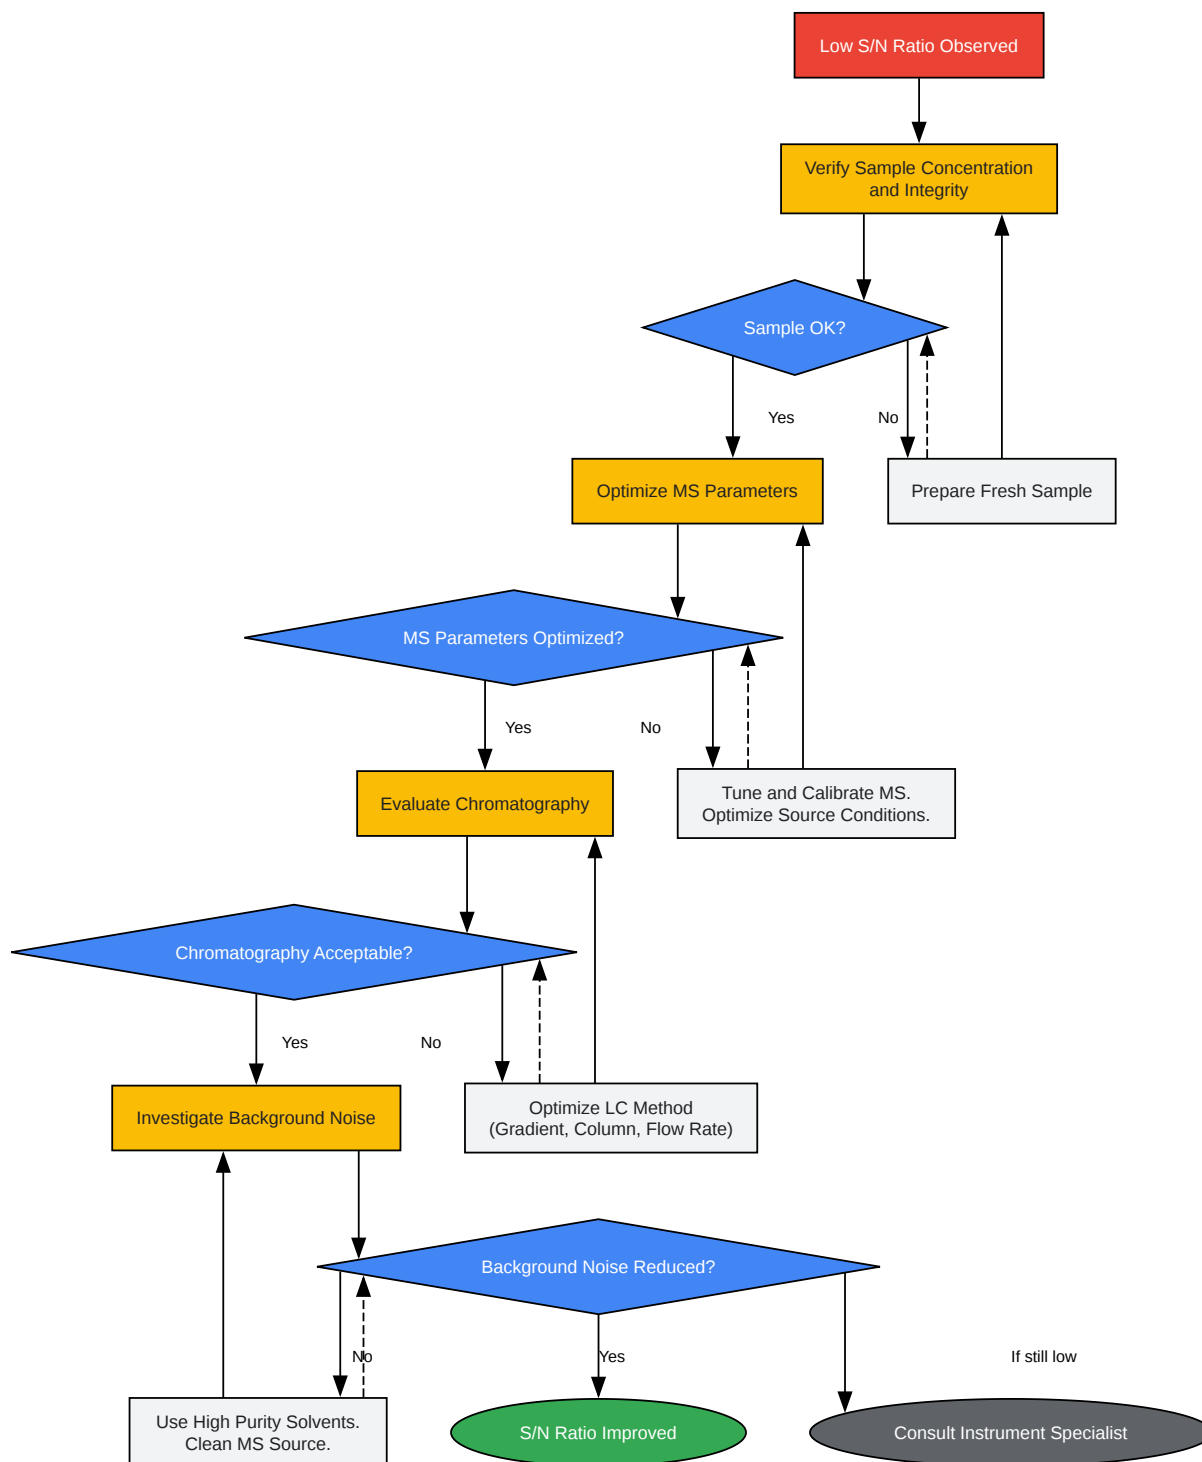 Low S/N Ratio Observed
Verify Sample Concentration
and Integrity
Sample OK?
Yes
No
Optimize MS Parameters
Prepare Fresh Sample
MS Parameters Optimized?
Yes
No
Evaluate Chromatography
Tune and Calibrate MS.
Optimize Source Conditions.
Chromatography Acceptable?
Yes
No
Investigate Background Noise
Optimize LC Method
(Gradient, Column, Flow Rate)
Background Noise Reduced?
No
Yes
If still low
Use High Purity Solvents.
Clean MS Source.
S/N Ratio Improved
Consult Instrument Specialist